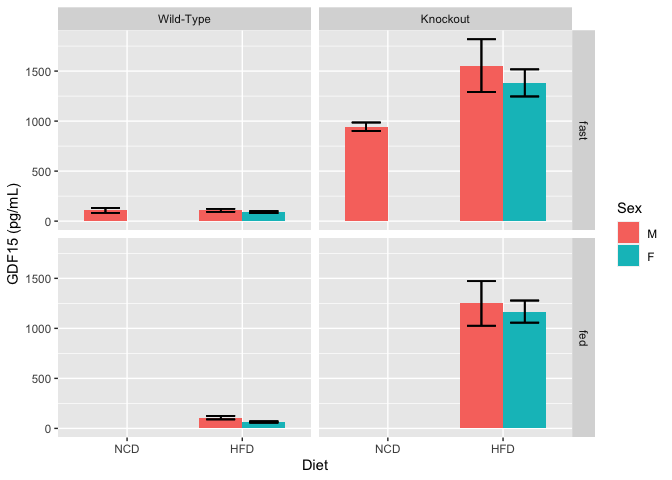 Wild-Type
Knockout
1500
1000
500
0
fast
1500
1000
500
0
fed
GDF15 (pg/mL)
NCD
HFD
NCD
HFD
Diet
Sex
M
F